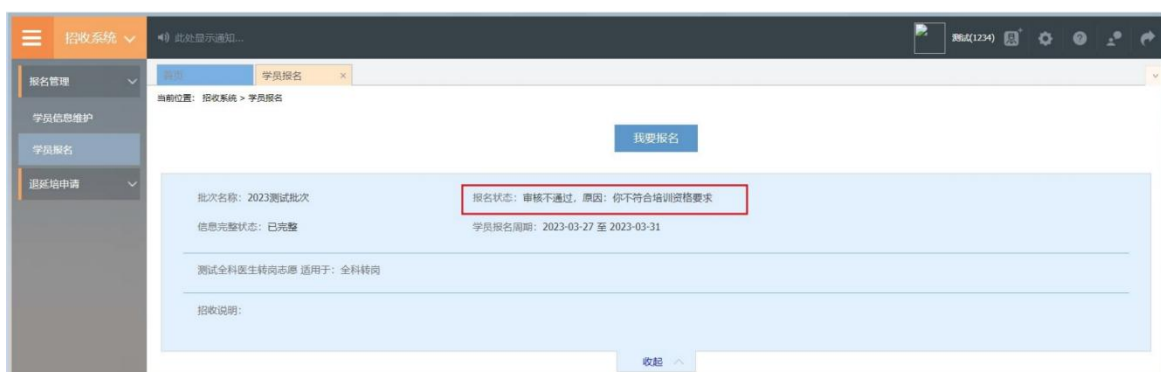 招收系统 此处显示通知... 测试(1234)
报名管理 首页 学员报名 ×
当前位置: 招收系统 > 学员报名
学员信息维护
我要报名
学员报名
退延培申请
批次名称: 2023测试批次 报名状态: 审核不通过, 原因: 你不符合培训资格要求
信息完整状态: 已完整 学员报名周期: 2023-03-27 至 2023-03-31
测试全科医生转岗志愿 适用于: 全科转岗
招收说明:
收起